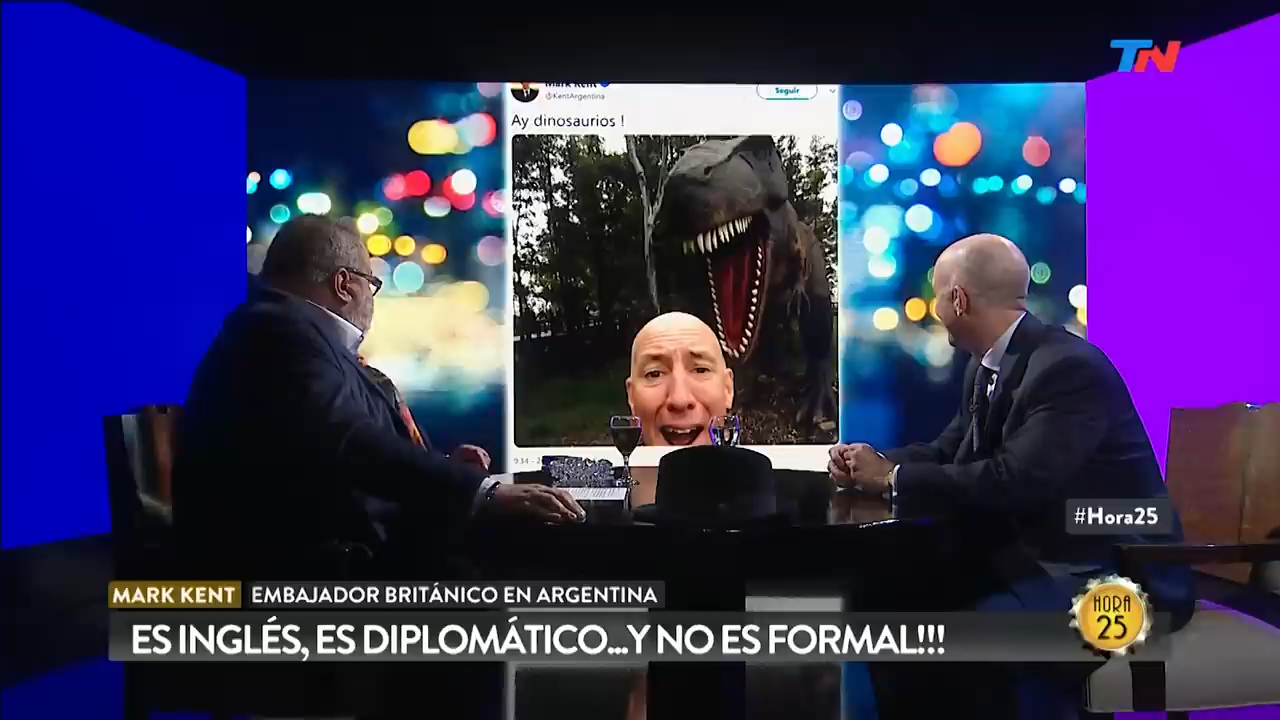 TN
Mark Kent
@KentArgentina
Seguir
Ay dinosaurios !
#Hora25
MARK KENT
EMBAJADOR BRITÁNICO EN ARGENTINA
ES INGLÉS, ES DIPLOMÁTICO...Y NO ES FORMAL!!!
HORA
25